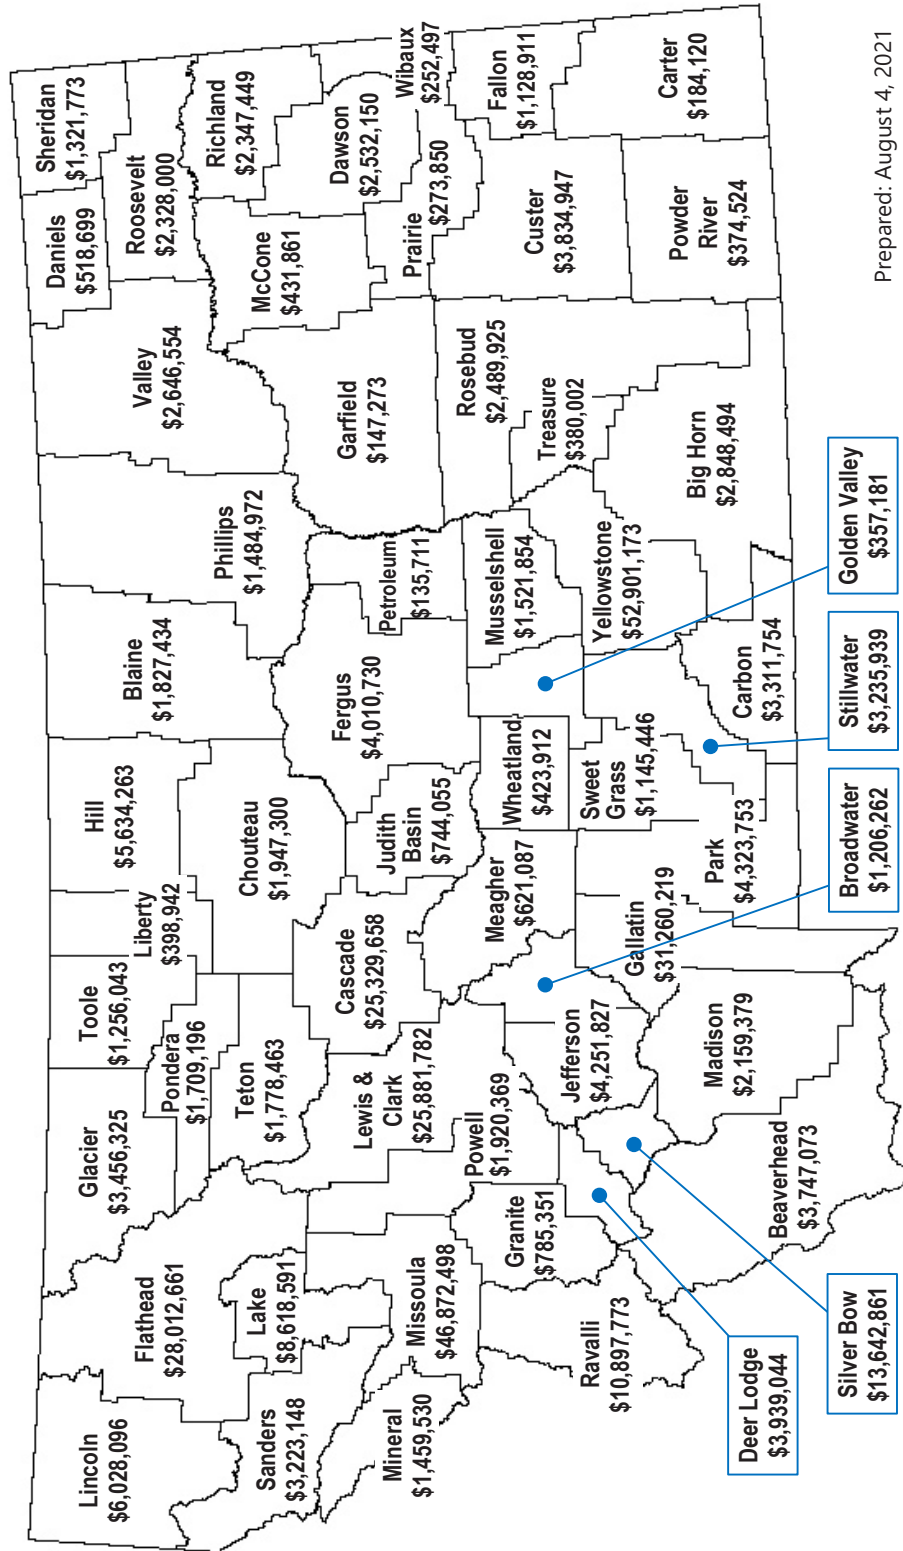 Lincoln
$6,028,096
Flathead
$28,012,661
Glacier
$3,456,325
Toole
$1,256,043
Liberty
$398,942
Hill
$5,634,263
Blaine
$1,827,434
Phillips
$1,484,972
Valley
$2,646,554
Daniels
$518,699
Sheridan
$1,321,773
Roosevelt
$2,328,000
Sanders
$3,223,148
Lake
$8,618,591
Pondera
$1,709,196
Teton
$1,778,463
Chouteau
$1,947,300
Richland
$2,347,449
McCone
$431,861
Garfield
$147,273
Dawson
$2,532,150
Mineral
$1,459,530
Missoula
$46,872,498
Lewis &
Clark
$25,881,782
Cascade
$25,329,658
Judith
Basin
$744,055
Fergus
$4,010,730
Petroleum
$135,711
Prairie
$273,850
Wibaux
$252,497
Powell
$1,920,369
Granite
$785,351
Meagher
$621,087
Wheatland
$423,912
Musselshell
$1,521,854
Rosebud
$2,489,925
Custer
$3,834,947
Fallon
$1,128,911
Ravalli
$10,897,773
Jefferson
$4,251,827
Gallatin
$31,260,219
Sweet
Grass
$1,145,446
Yellowstone
$52,901,173
Treasure
$380,002
Powder
River
$374,524
Carter
$184,120
Beaverhead
$3,747,073
Madison
$2,159,379
Park
$4,323,753
Carbon
$3,311,754
Big Horn
$2,848,494
Deer Lodge
$3,939,044
Silver Bow
$13,642,861
Broadwater
$1,206,262
Stillwater
$3,235,939
Golden Valley
$357,181
Prepared: August 4, 2021